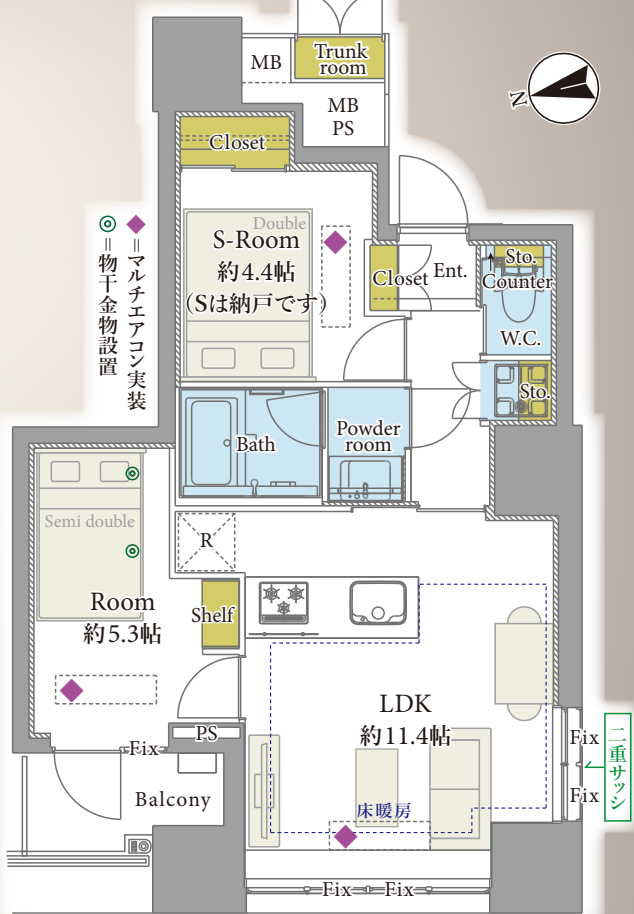 MB
Trunk
room
MB
PS
N
Closet
Double
S-Room
約4.4帖
(Sは納戸です)
◆=マルチエアコン実装
◎=物干金物設置
Closet
Ent.
Sto.
Counter
W.C.
Sto.
Bath
Powder
room
Semi double
R
Room
約5.3帖
Shelf
LDK
約11.4帖
PS
Fix
Balcony
床暖房
Fix
Fix
二重サッシ
Fix
Fix